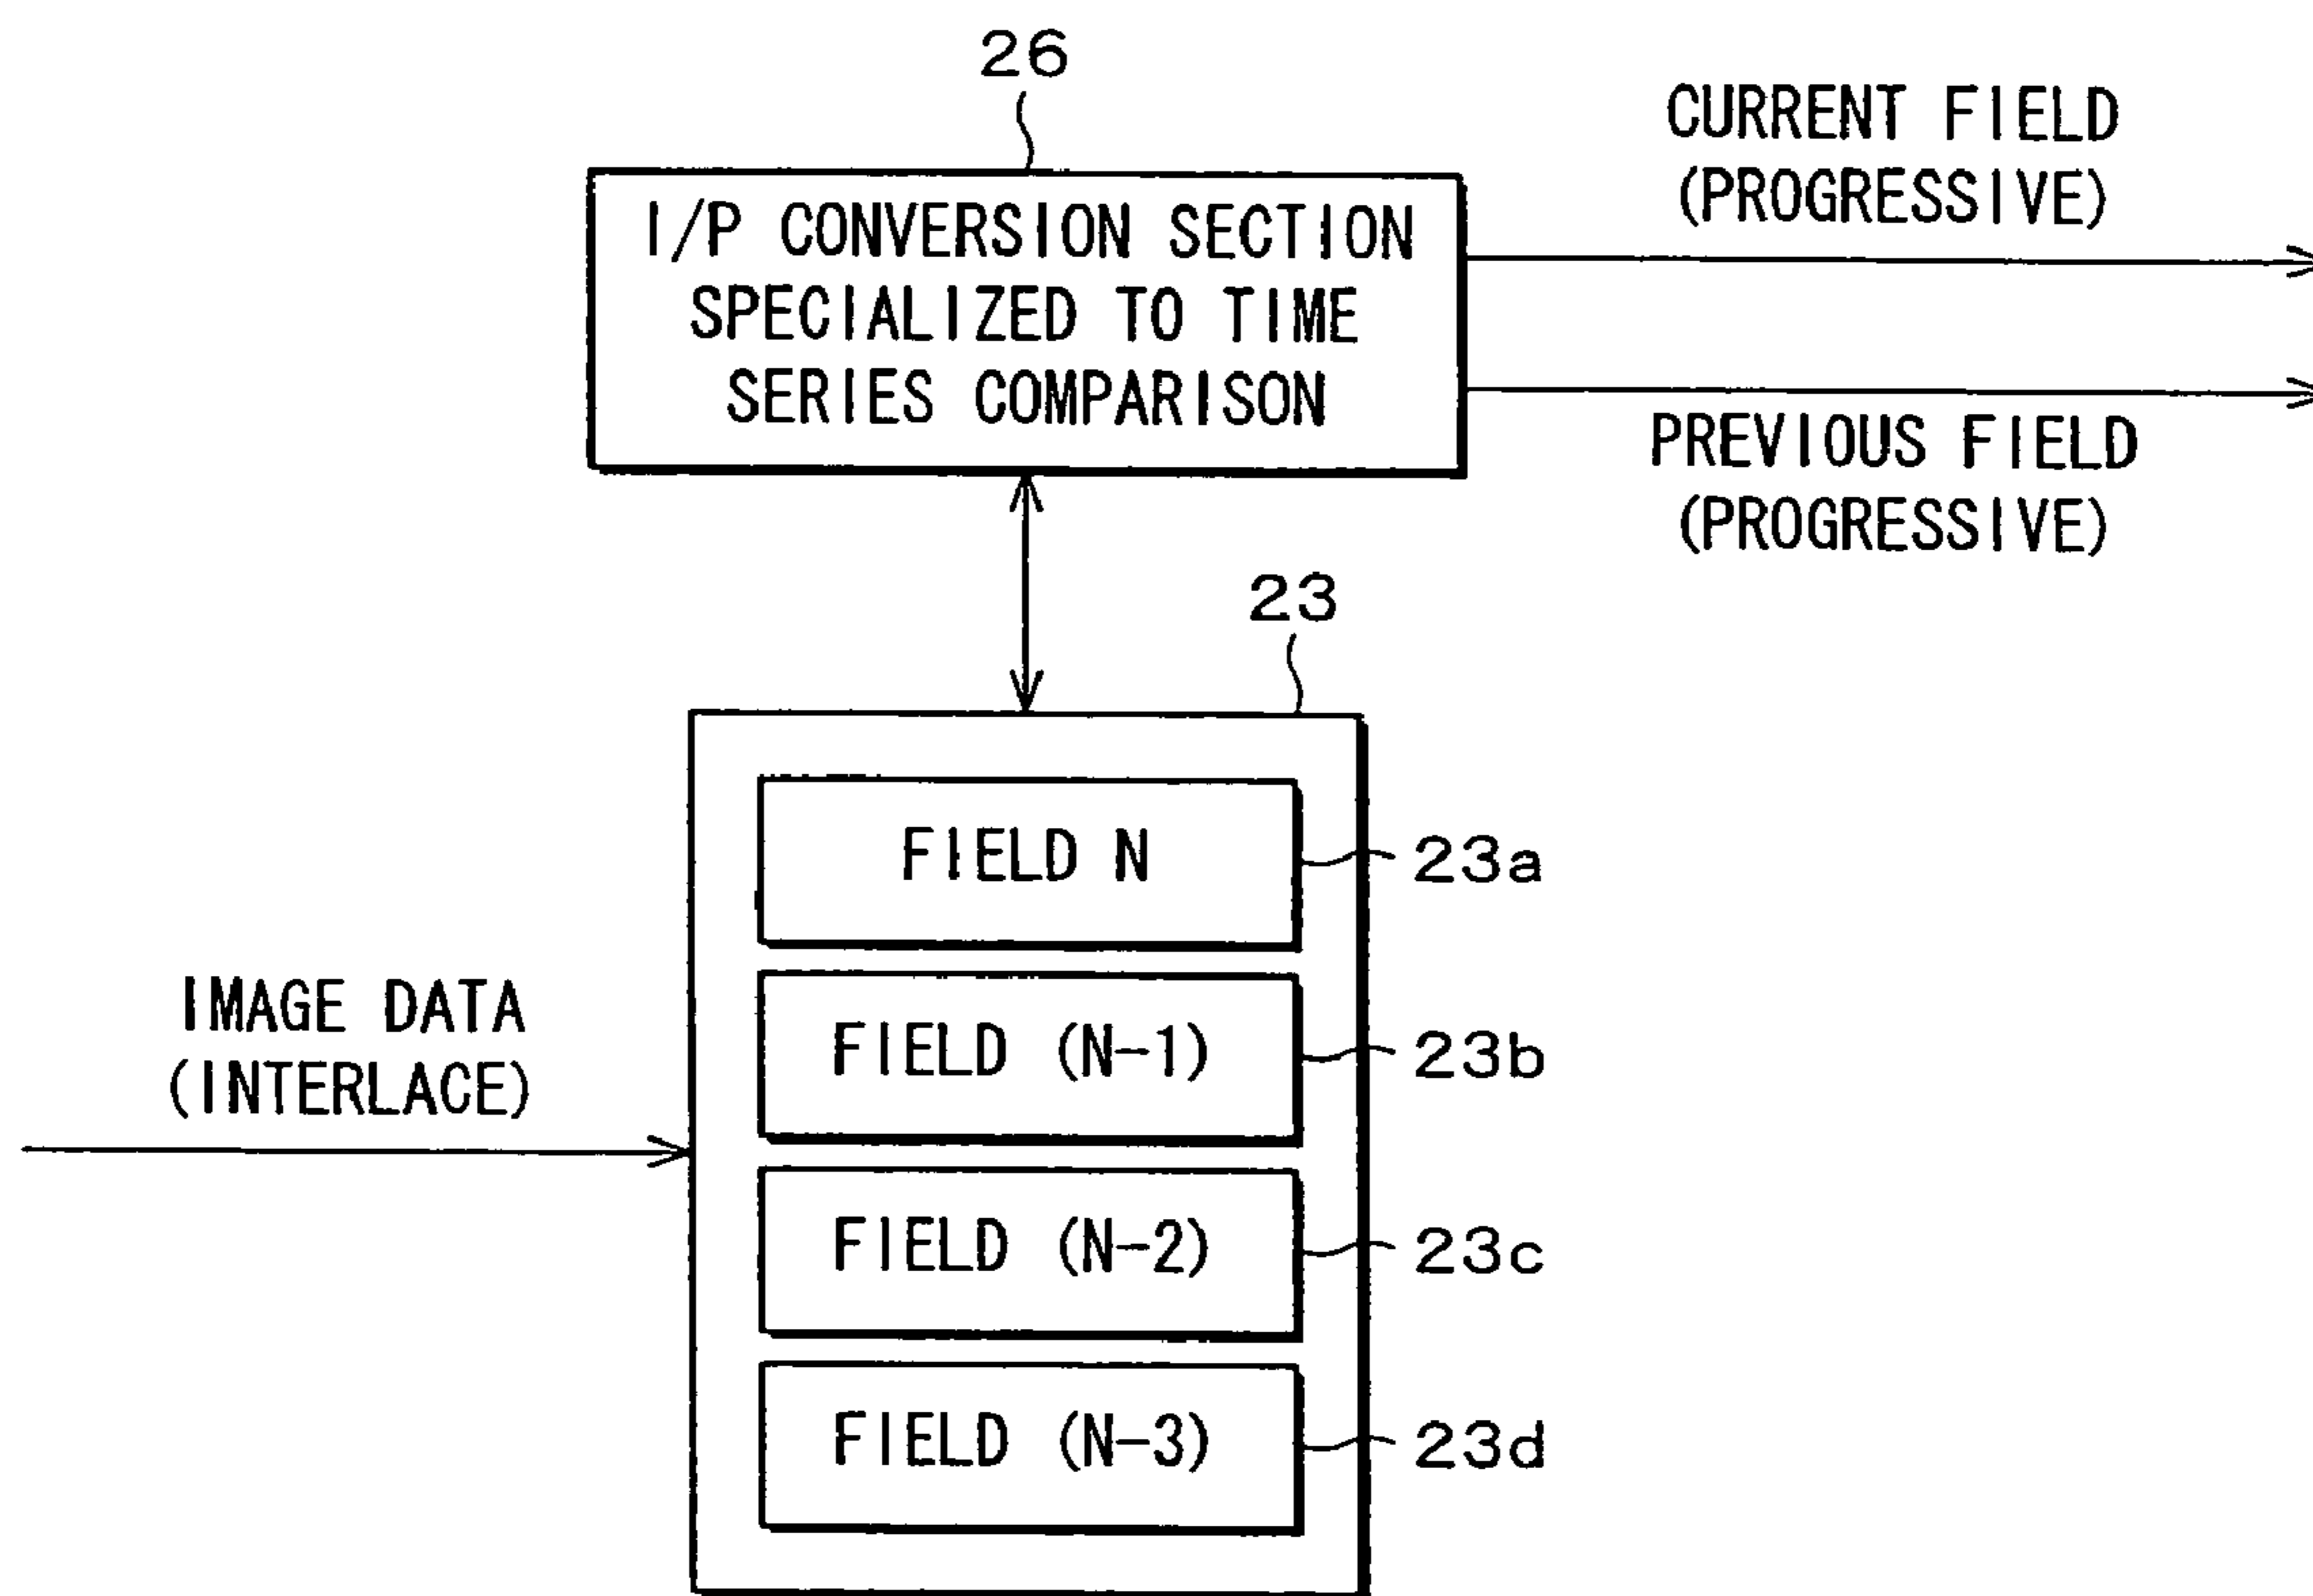 26
I/P CONVERSION SECTION
SPECIALIZED TO TIME
SERIES COMPARISON
CURRENT FIELD
(PROGRESSIVE)
PREVIOUS FIELD
(PROGRESSIVE)
23
FIELD N
23a
FIELD (N-1)
23b
FIELD (N-2)
23c
FIELD (N-3)
23d
IMAGE DATA
(INTERLACE)